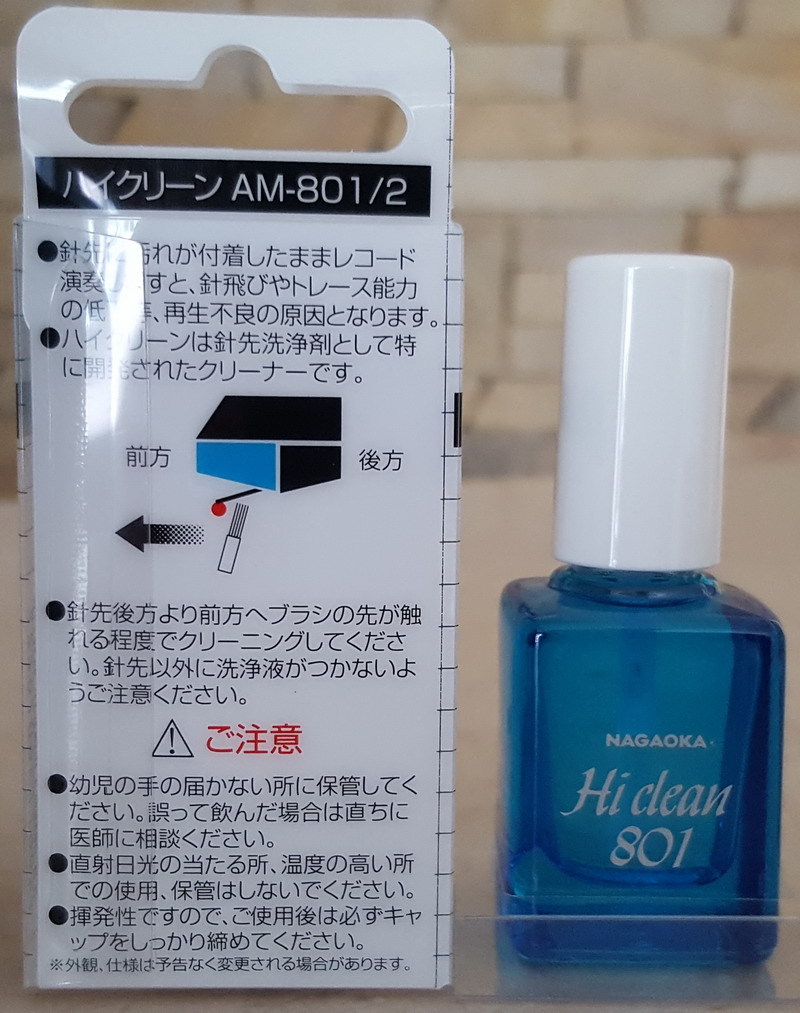 ハイクリーン AM-801/2
●針先に汚れが付着したままレコード
演奏しますと、針飛びやトレース能力
の低下等、再生不良の原因となります。
●ハイクリーンは針先洗浄剤として特
に開発されたクリーナーです。
前方
後方
●針先後方より前方へブラシの先が触
れる程度でクリーニングしてくださ
い。針先以外に洗浄液がつかないよ
うご注意ください。
ご注意
●幼児の手の届かない所に保管してく
ださい。誤って飲んだ場合は直ちに
医師に相談ください。
●直射日光の当たる所、温度の高い所
での使用、保管はしないでください。
●揮発性ですので、ご使用後は必ずキャ
ップをしっかり締めてください。
※外観、仕様は予告なく変更される場合があります。
NAGAOKA
Hi clean
801